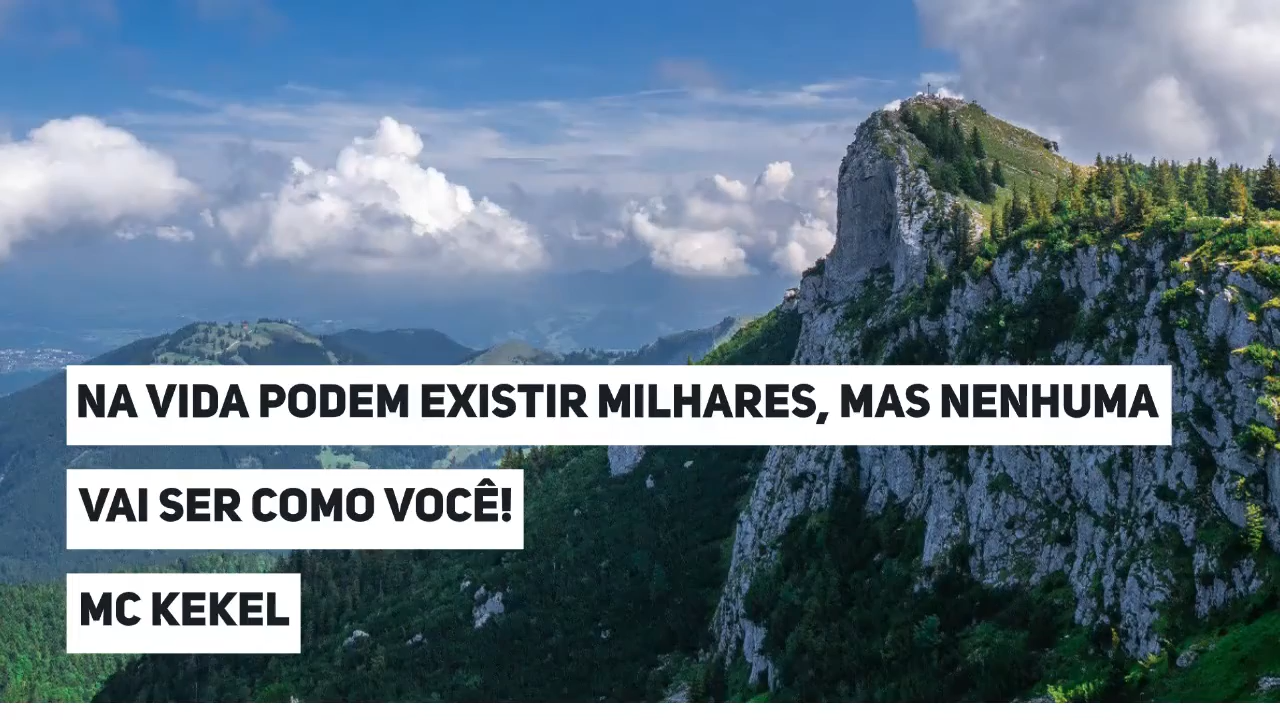 NA VIDA PODEM EXISTIR MILHARES, MAS NENHUMA
VAI SER COMO VOCÊ!
MC KEKEL